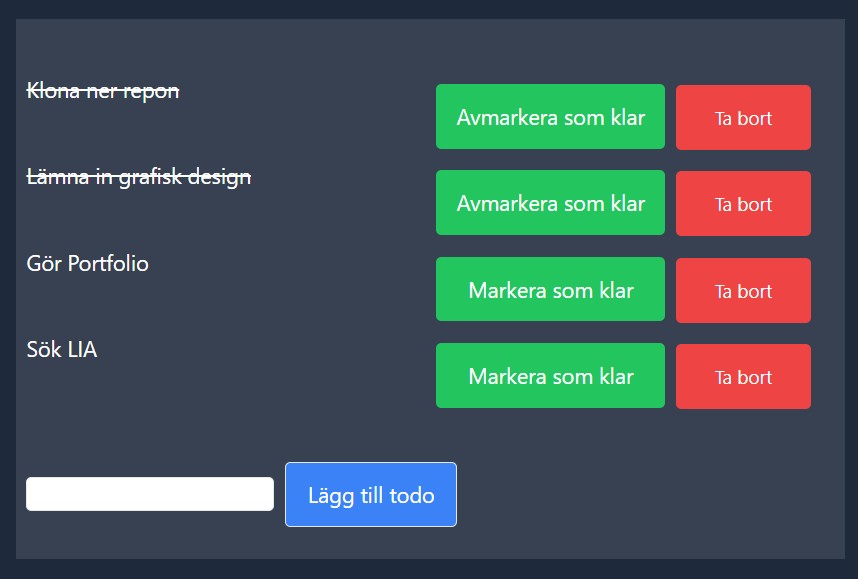 Klona ner repon
Avmarkera som klar
Ta bort
Lämna in grafisk design
Avmarkera som klar
Ta bort
Gör Portfolio
Markera som klar
Ta bort
Sök LIA
Markera som klar
Ta bort
Lägg till todo